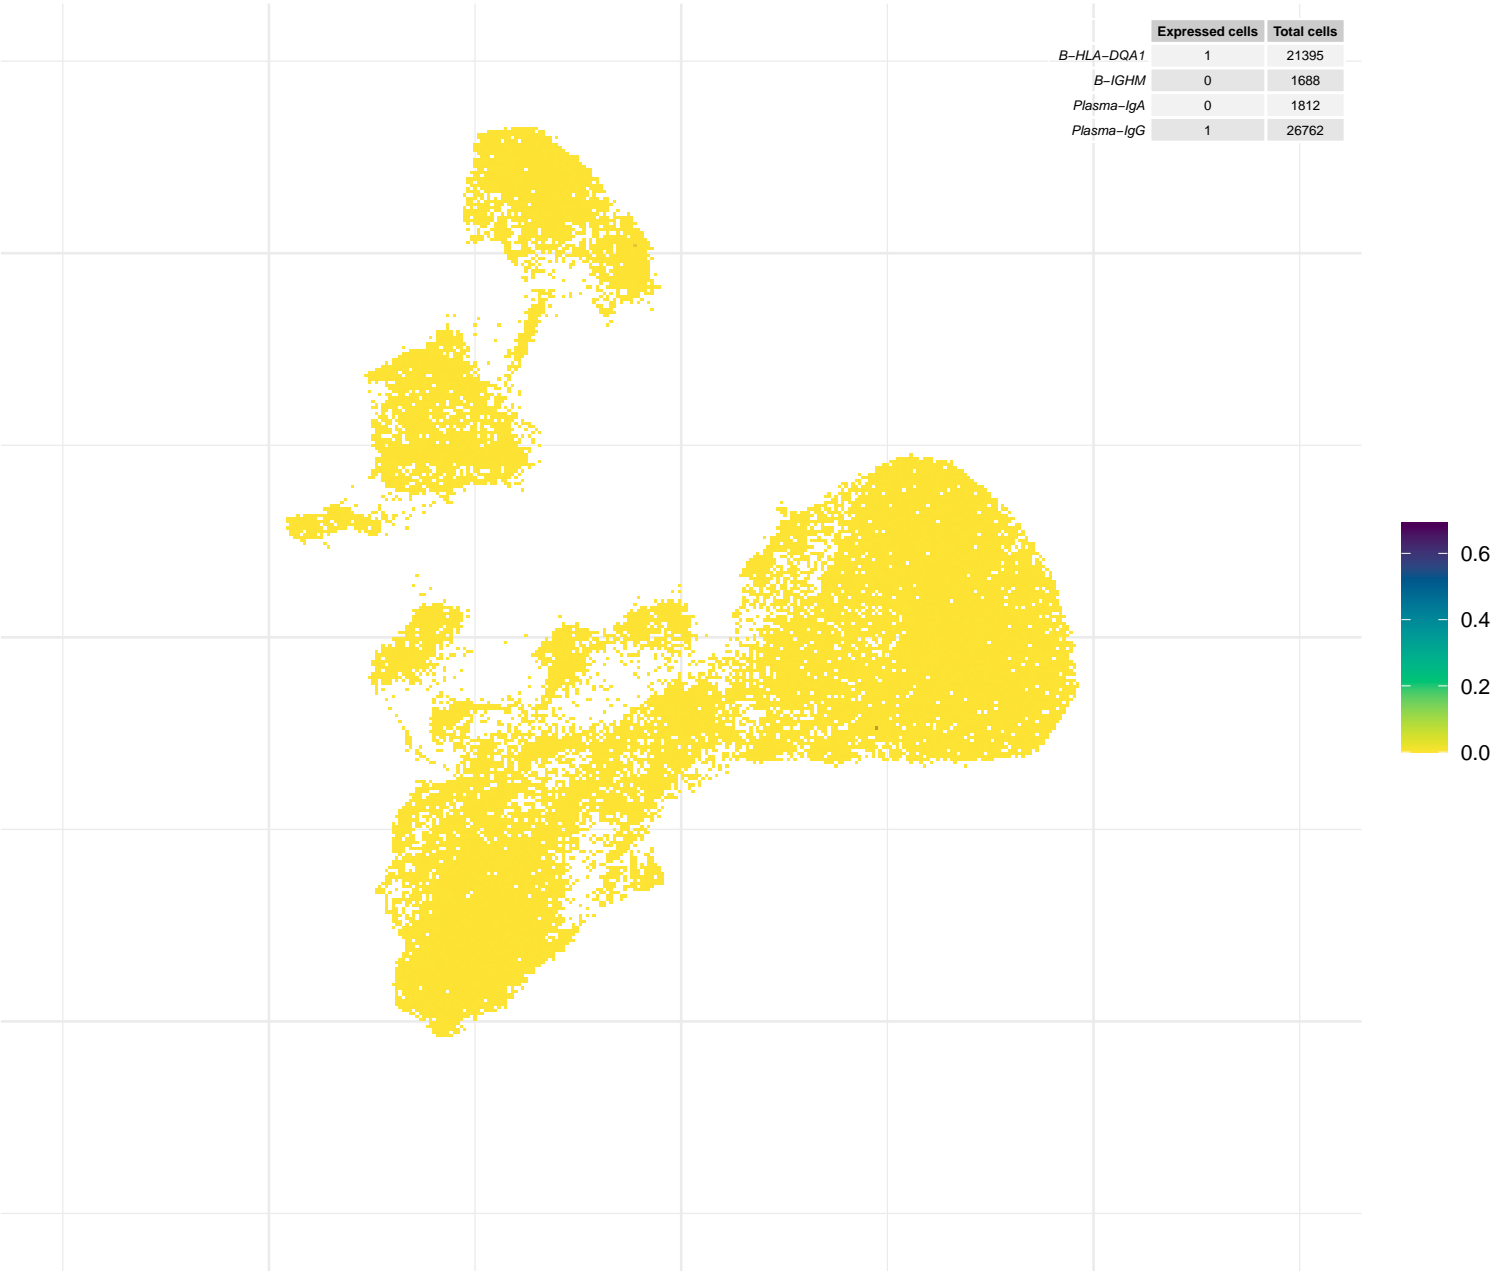 Expressed cells Total cells
B−HLA−DQA1 1 21395
B−IGHM 0 1688
Plasma−IgA 0 1812
Plasma−IgG 1 26762
0.6
0.4
0.2
0.0